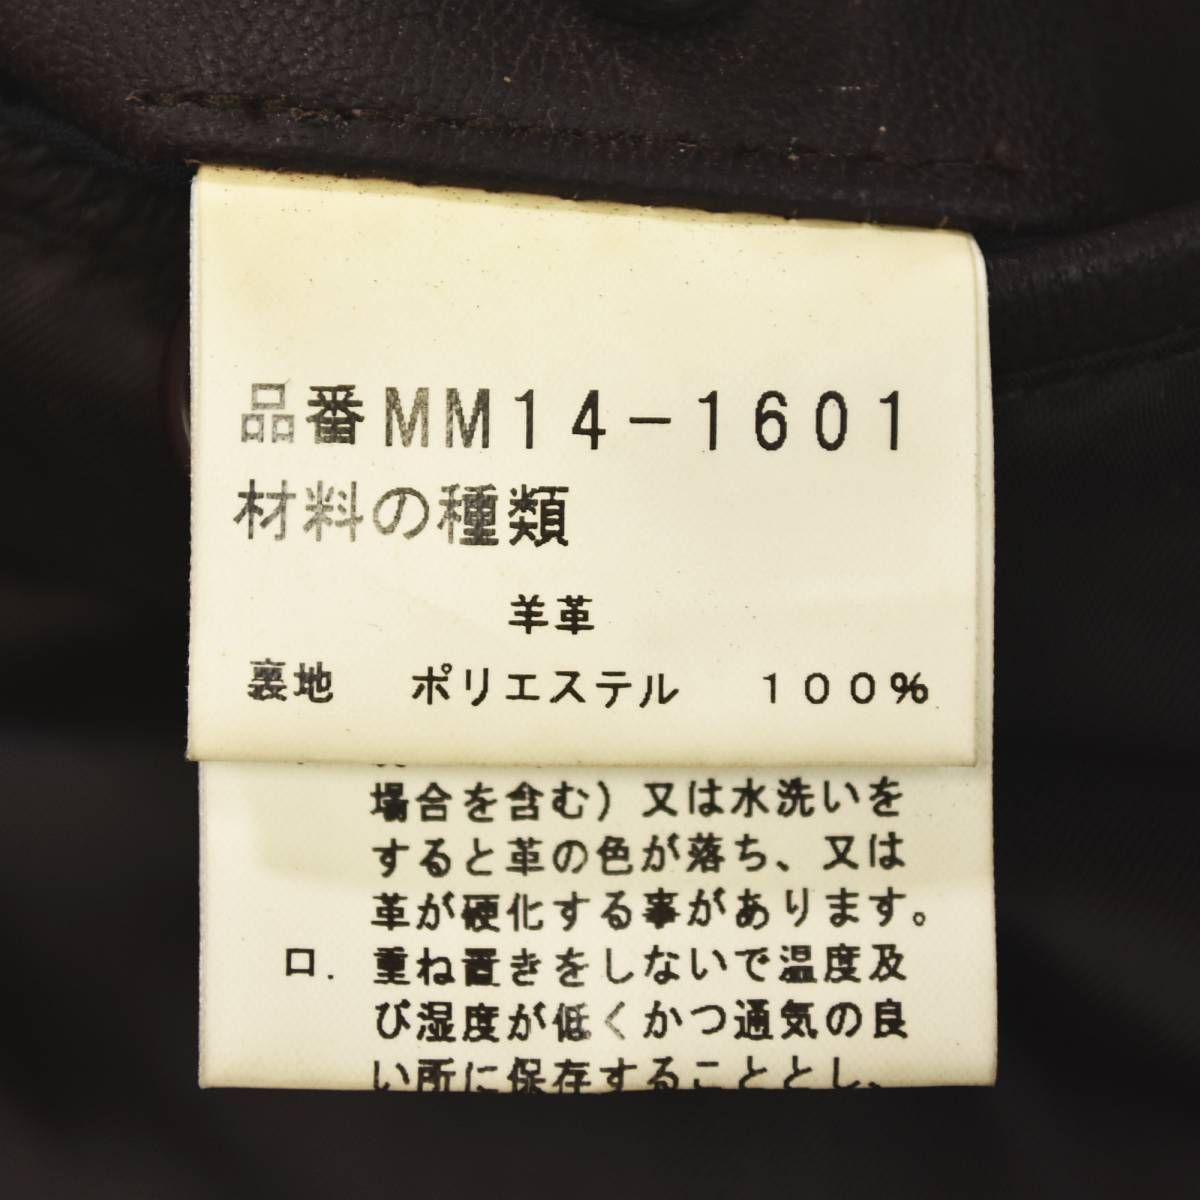 品番MM14-1601
材料の種類
羊革
裏地 ポリエステル 100%
場合を含む)又は水洗いを
すると革の色が落ち、又は
革が硬化する事があります。
ロ. 重ね置きをしないで温度及
び湿度が低くかつ通気の良
い所に保存することとし、